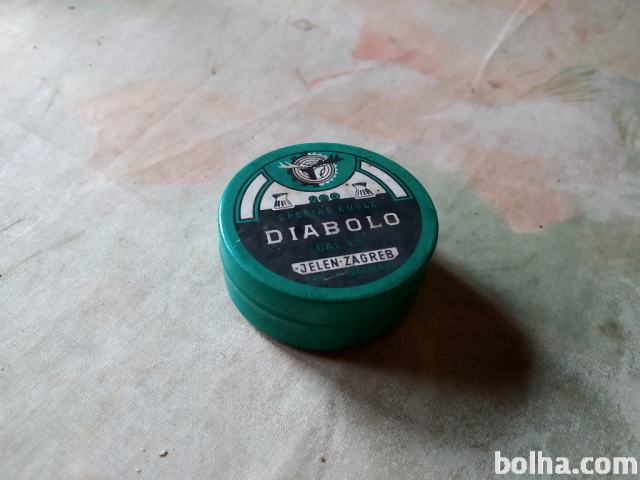 SPECIAL KUGLE
DIABOLO
CAL 4,5
·JELEN·ZAGREB·
bolha.com